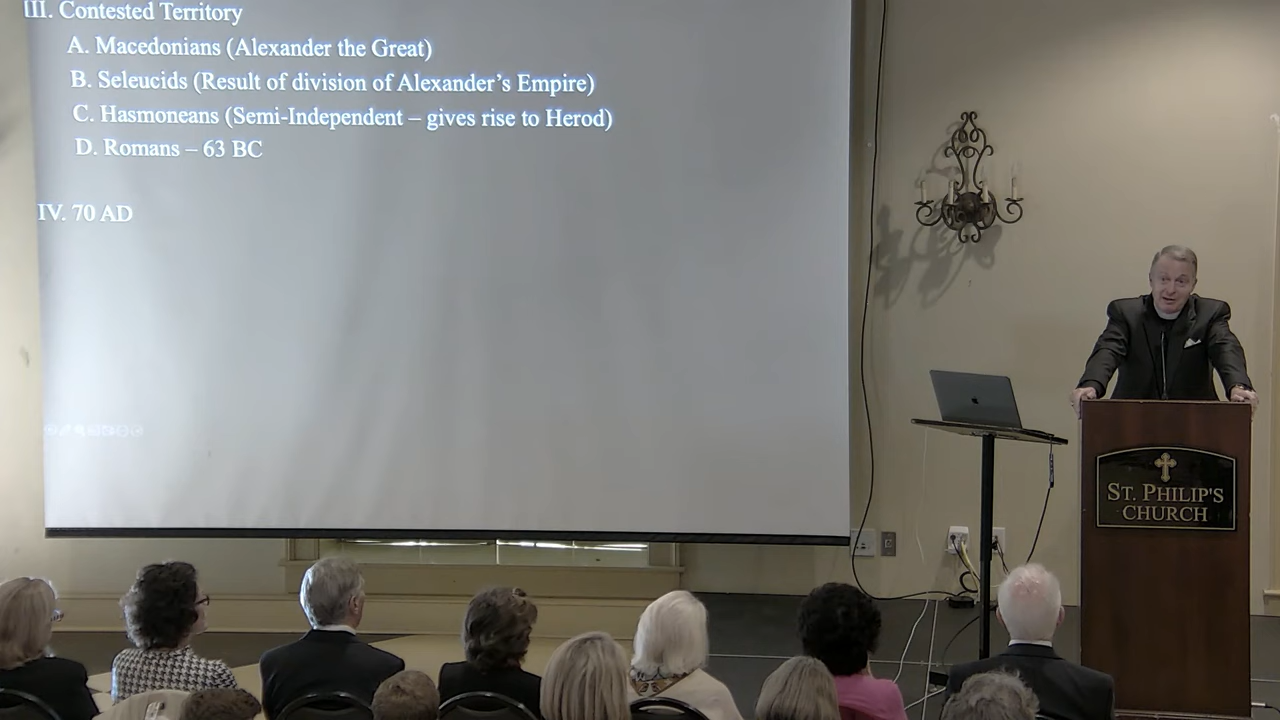 III. Contested Territory
A. Macedonians (Alexander the Great)
B. Seleucids (Result of division of Alexander's Empire)
C. Hasmoneans (Semi-Independent – gives rise to Herod)
D. Romans – 63 BC
IV. 70 AD
ST. PHILIP'S
CHURCH